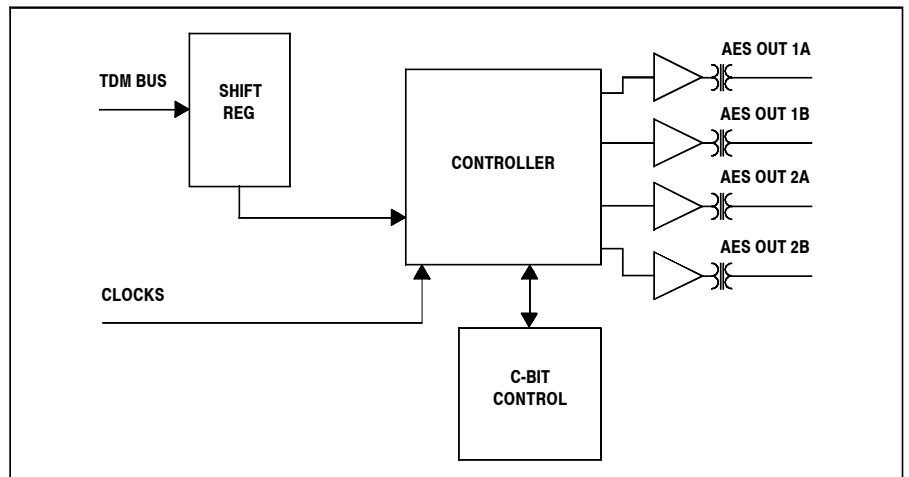 TDM BUS
SHIFT
REG
CONTROLLER
AES OUT 1A
AES OUT 1B
AES OUT 2A
AES OUT 2B
CLOCKS
C-BIT
CONTROL